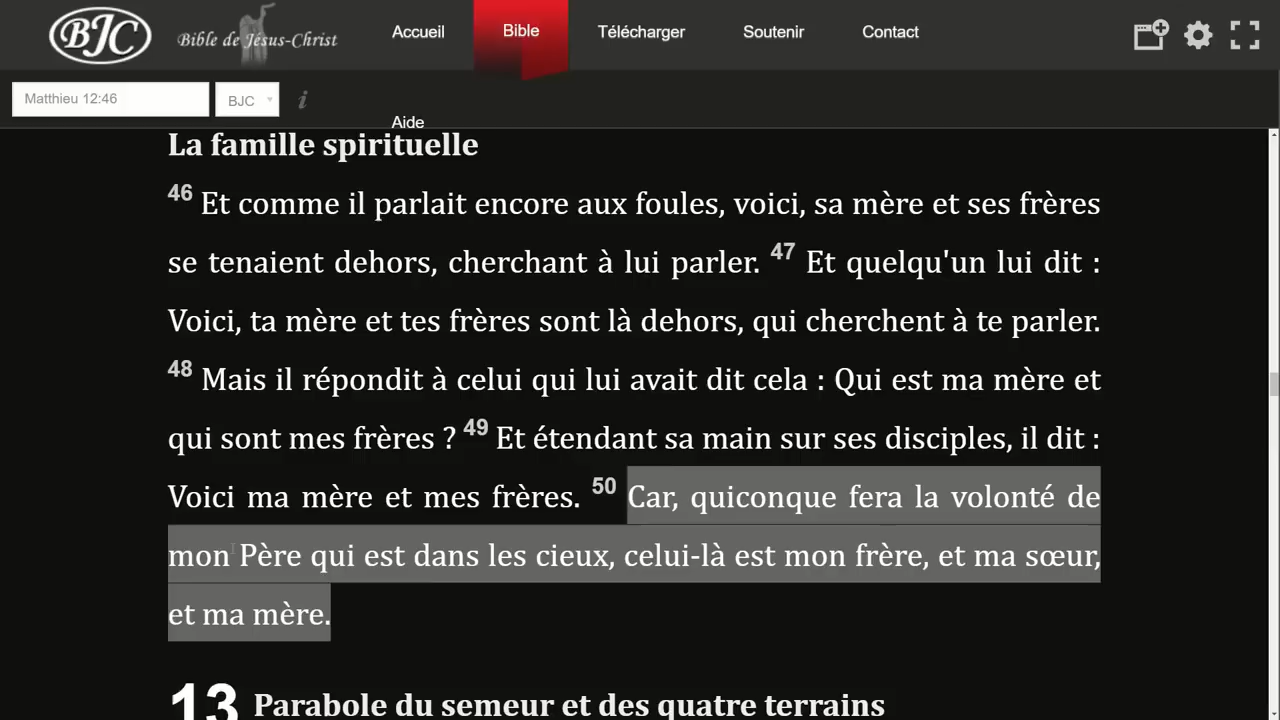 BJC
Bible de Jésus-Christ
Accueil
Bible
Télécharger
Soutenir
Contact
Matthieu 12:46
BJC
i
Aide
La famille spirituelle
46 Et comme il parlait encore aux foules, voici, sa mère et ses frères
se tenaient dehors, cherchant à lui parler. 47 Et quelqu'un lui dit :
Voici, ta mère et tes frères sont là dehors, qui cherchent à te parler.
48 Mais il répondit à celui qui lui avait dit cela : Qui est ma mère et
qui sont mes frères ? 49 Et étendant sa main sur ses disciples, il dit :
Voici ma mère et mes frères. 50 Car, quiconque fera la volonté de
mon Père qui est dans les cieux, celui-là est mon frère, et ma sœur,
et ma mère.
13 Parabole du semeur et des quatre terrains